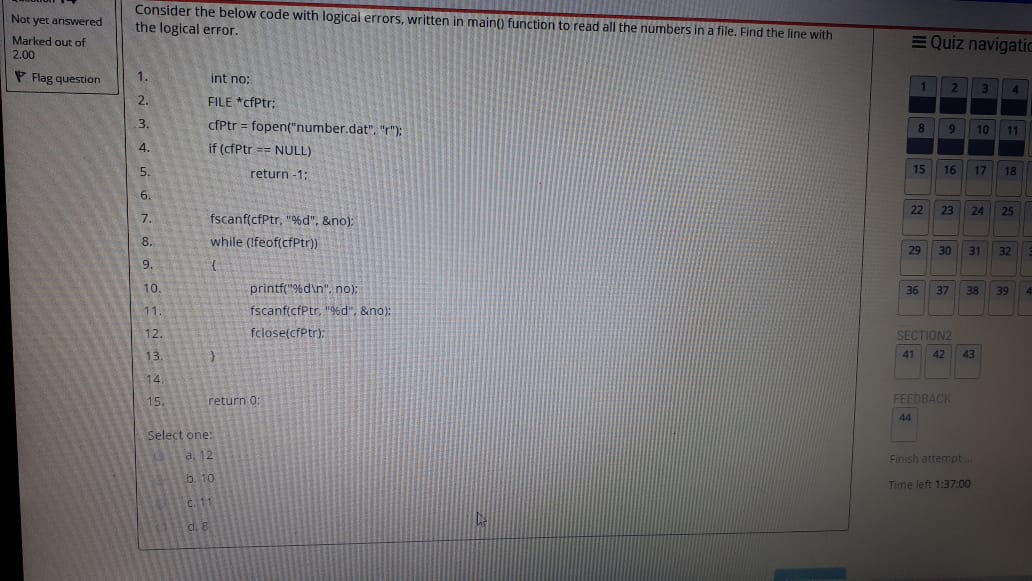 Not yet answered
Marked out of
2.00
Flag question
Consider the below code with logical errors, written in main() function to read all the numbers in a file. Find the line with
the logical error.
1. int no;
2. FILE *cfPtr;
3. cfPtr = fopen("number.dat", "r");
4. if (cfPtr == NULL)
5. return -1;
6.
7. fscanf(cfPtr, "%d", &no);
8. while (!feof(cfPtr))
9. {
10. printf("%d\n", no);
11. fscanf(cfPtr, "%d", &no);
12. fclose(cfPtr);
13. }
14.
15. return 0;
Select one:
a. 12
b. 10
c. 11
d. 8
Quiz
1 2 3 4
8 9 10 11
15 16 17 18
22 23 24 25
29 30 31 32
36 37 38 39
SECTION2
41 42 43
FEEDBACK
44
Finish attempt ...
Time left 1:37:00